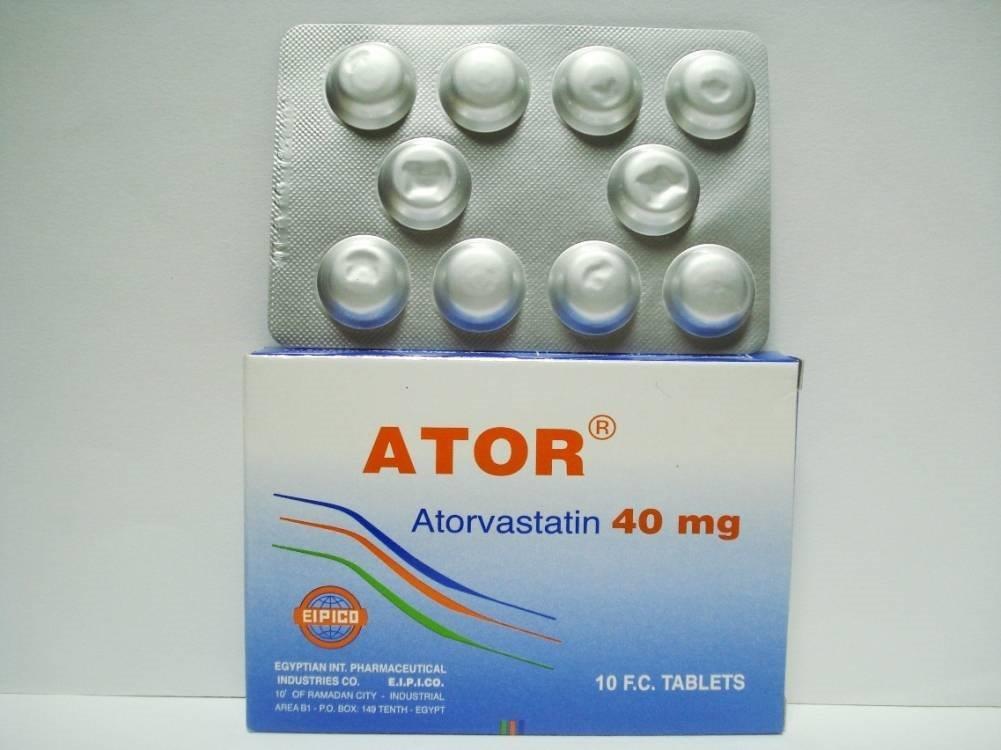 ATOR®
Atorvastatin 40 mg
EIPICO
EGYPTIAN INT. PHARMACEUTICAL
INDUSTRIES CO. E.I.P.I.CO.
10' OF RAMADAN CITY - INDUSTRIAL
AREA B1 - P.O. BOX: 149 TENTH - EGYPT
10 F.C. TABLETS